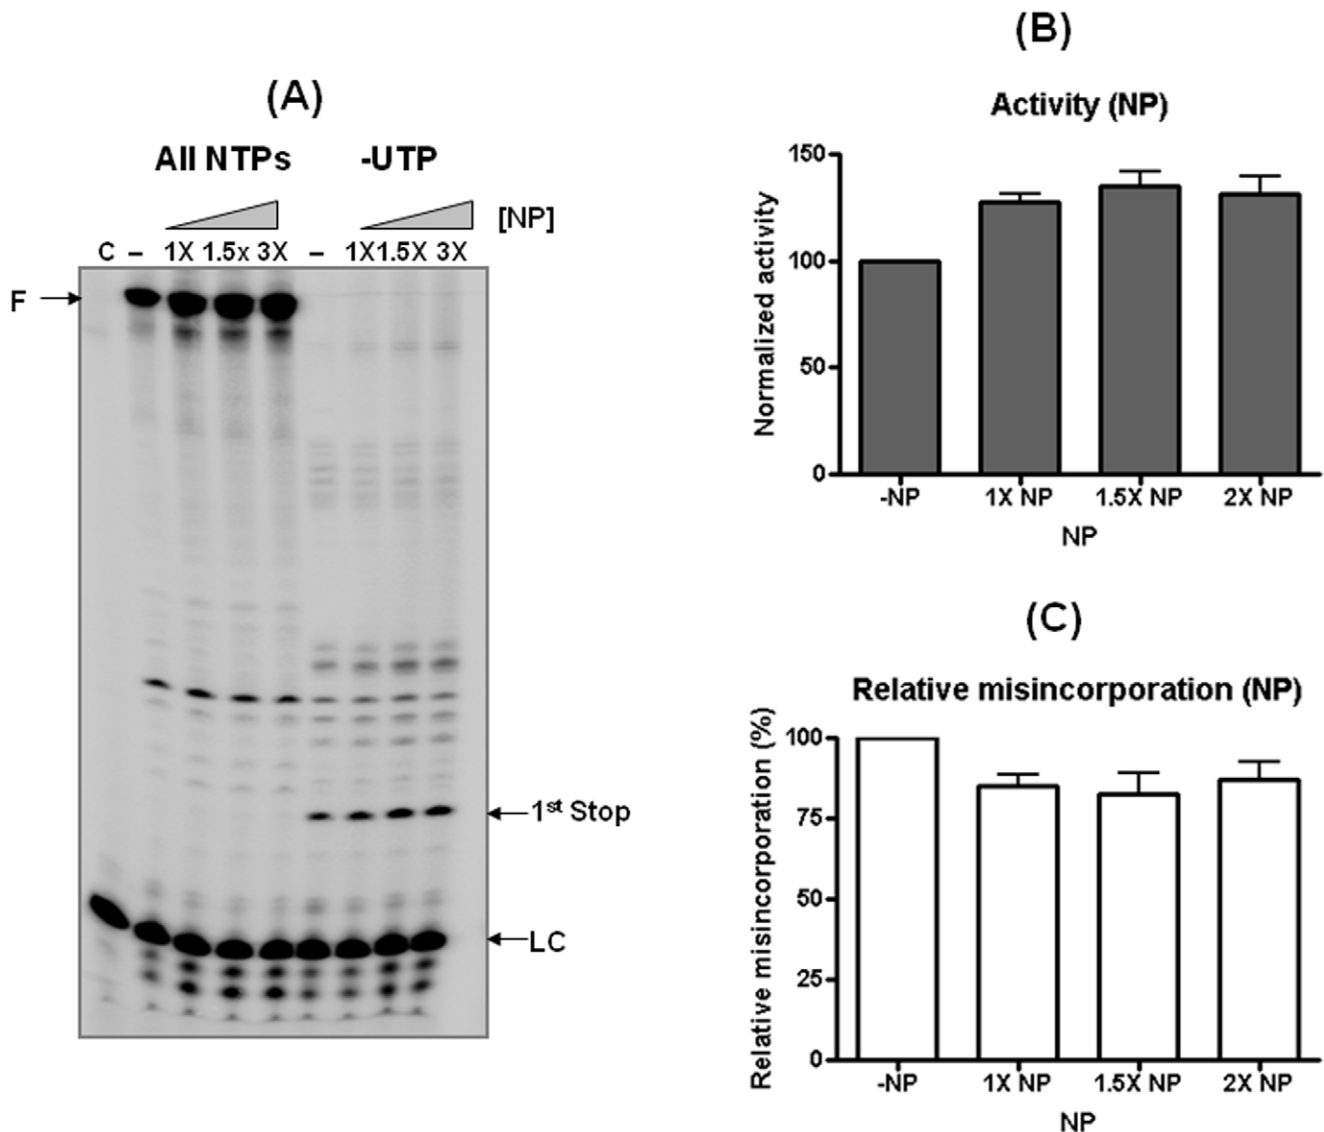 (A)
All NTPs -UTP
[NP]
C – 1X 1.5x 3X – 1X 1.5X 3X
F
1st Stop
LC
(B)
Activity (NP)
Normalized activity
150
100
50
0
-NP 1X NP 1.5X NP 2X NP
NP
(C)
Relative misincorporation (NP)
Relative misincorporation (%)
100
75
50
25
0
-NP 1X NP 1.5X NP 2X NP
NP